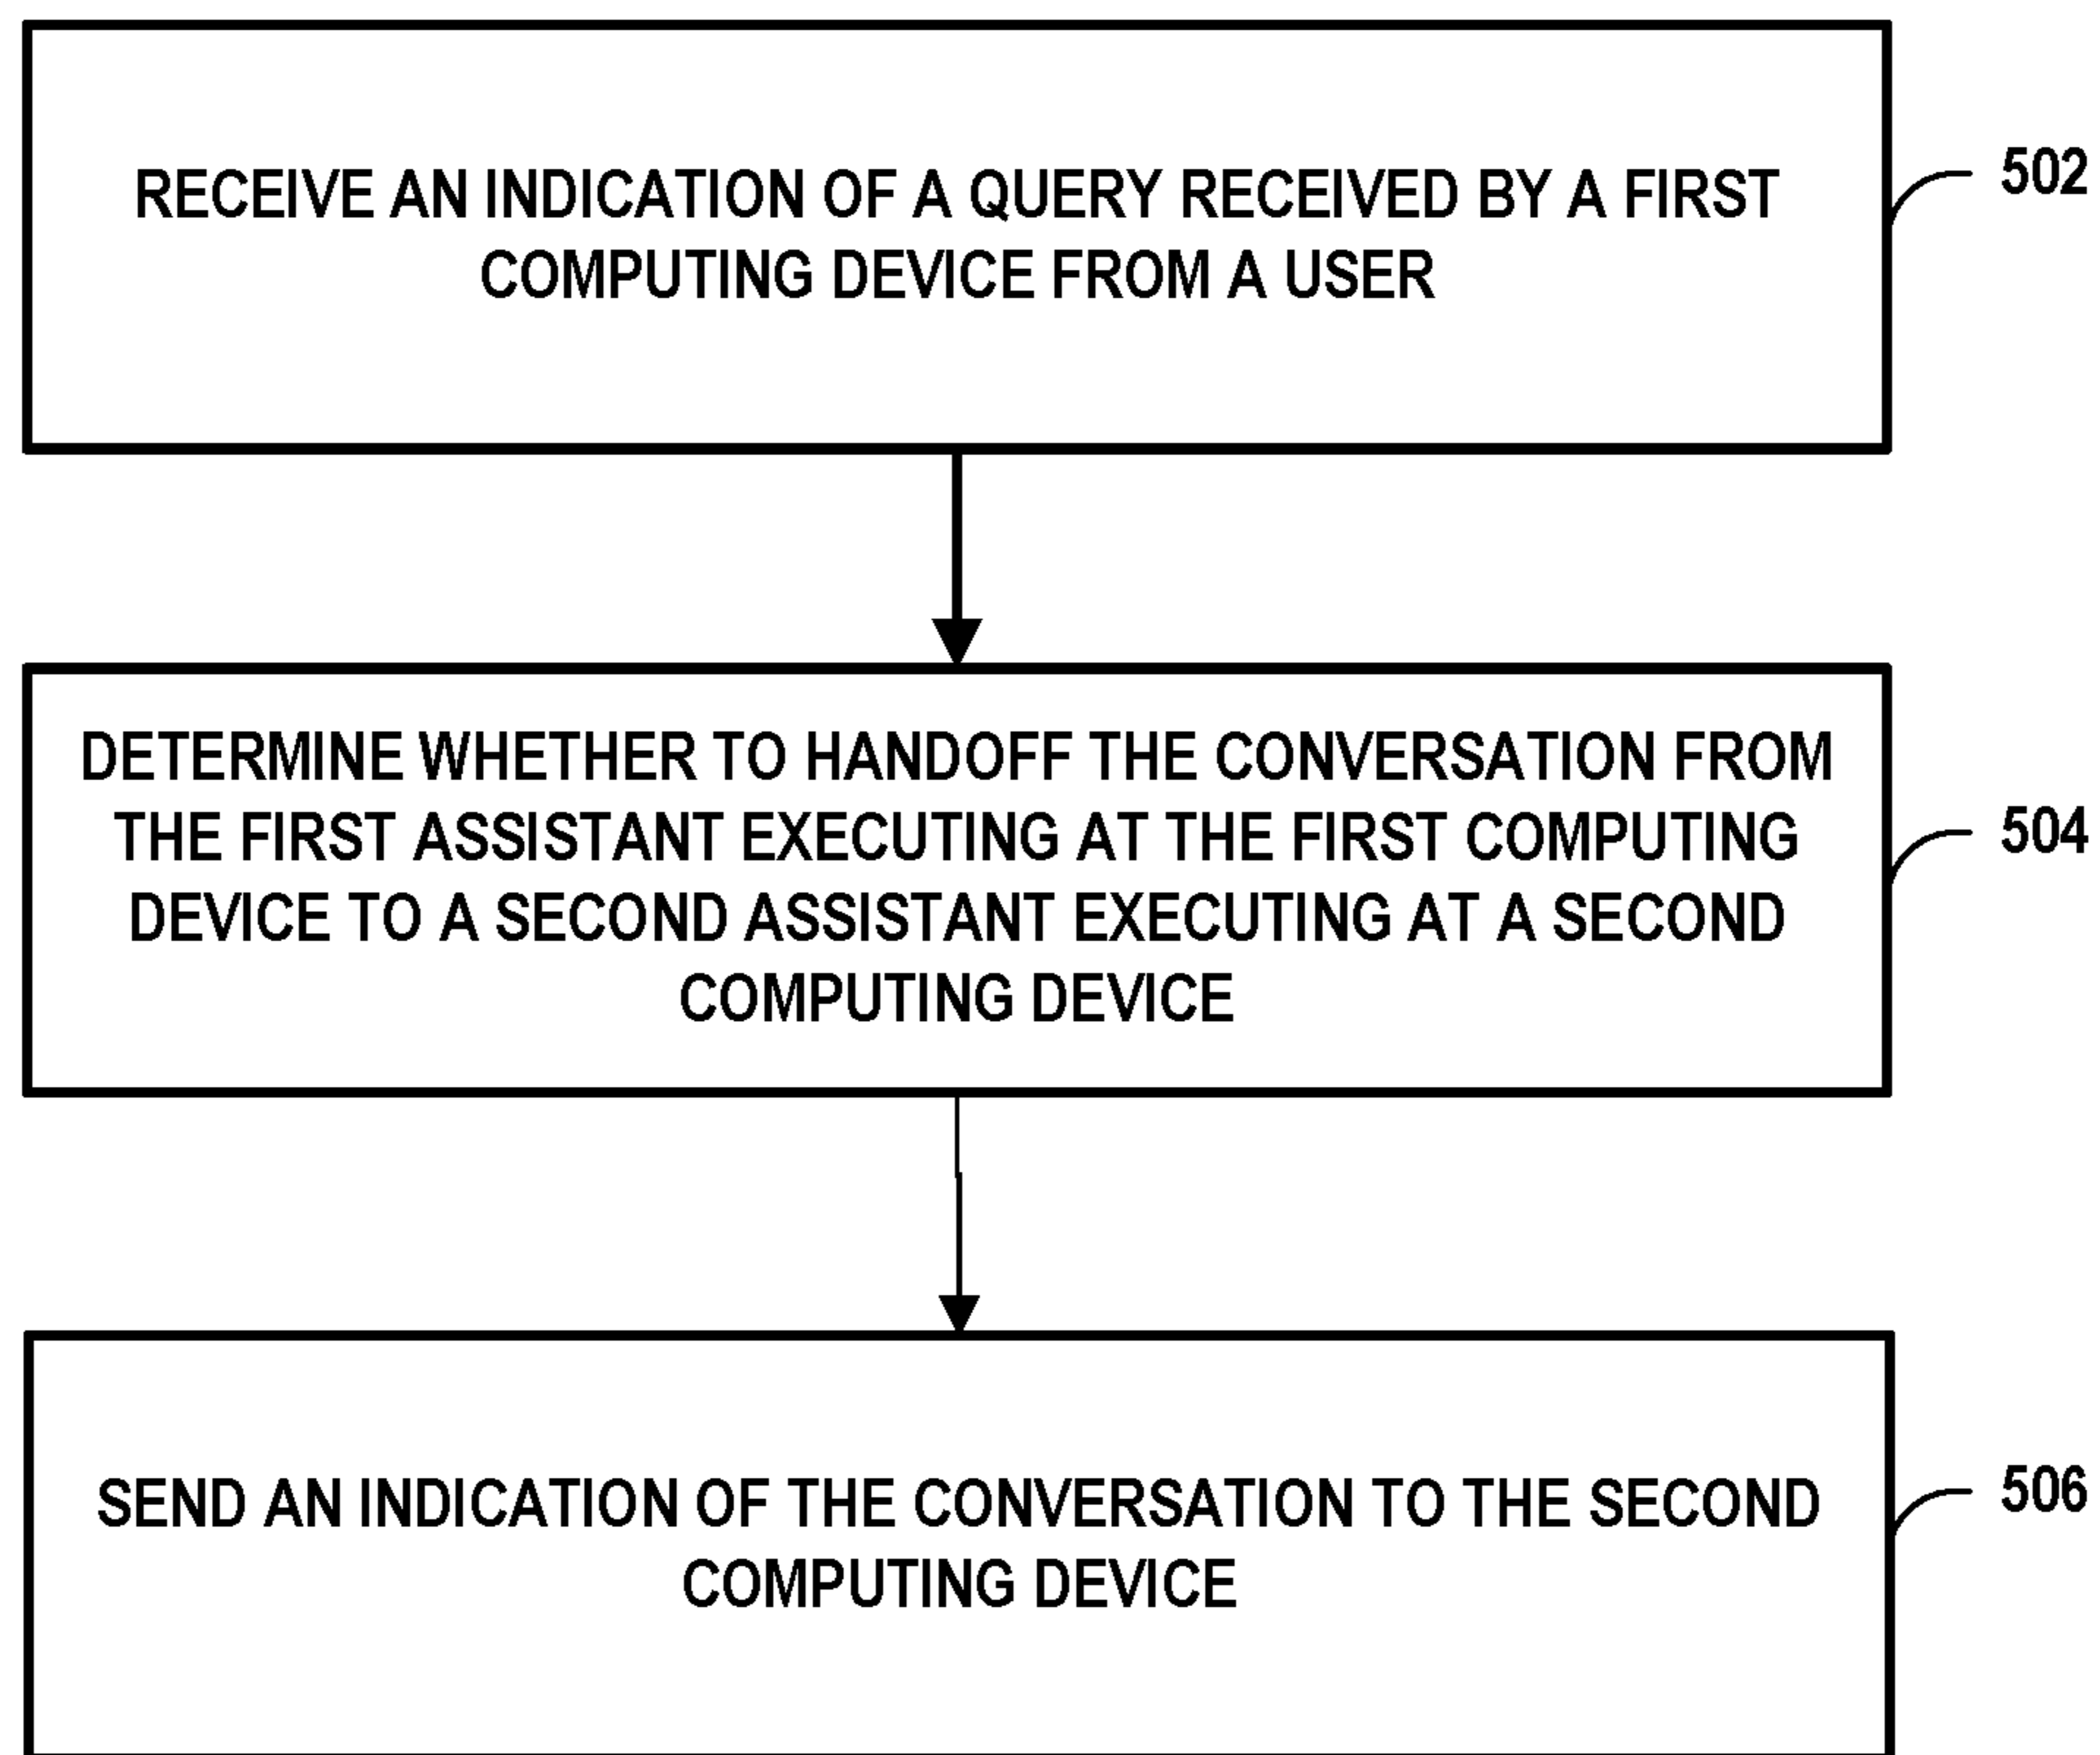 RECEIVE AN INDICATION OF A QUERY RECEIVED BY A FIRST
COMPUTING DEVICE FROM A USER
502
DETERMINE WHETHER TO HANDOFF THE CONVERSATION FROM
THE FIRST ASSISTANT EXECUTING AT THE FIRST COMPUTING
DEVICE TO A SECOND ASSISTANT EXECUTING AT A SECOND
COMPUTING DEVICE
504
SEND AN INDICATION OF THE CONVERSATION TO THE SECOND
COMPUTING DEVICE
506